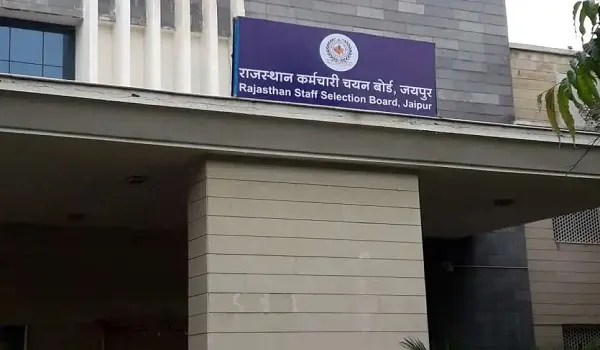 राजस्थान कर्मचारी चयन बोर्ड, जयपुर
Rajasthan Staff Selection Board, Jaipur